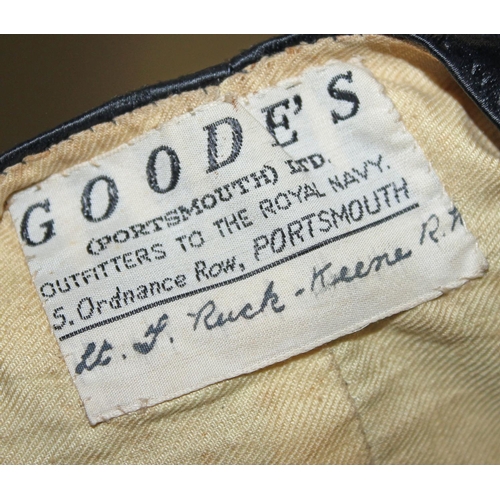 GOODE'S
(PORTSMOUTH) LTD.
OUTFITTERS TO THE ROYAL NAVY.
5. Ordnance Row, PORTSMOUTH
Lt. J. Ruck-Keene R.N